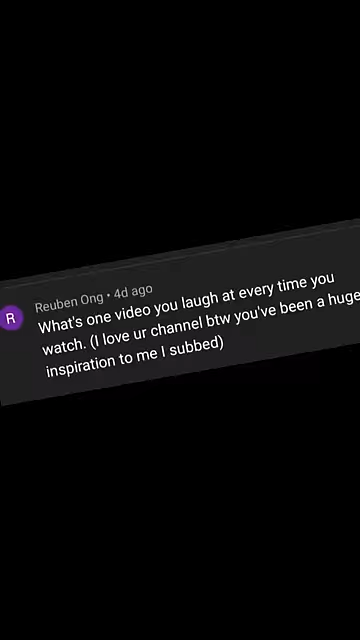 Reuben Ong • 4d ago
R
What's one video you laugh at every time you
watch. (I love ur channel btw you've been a huge
inspiration to me I subbed)